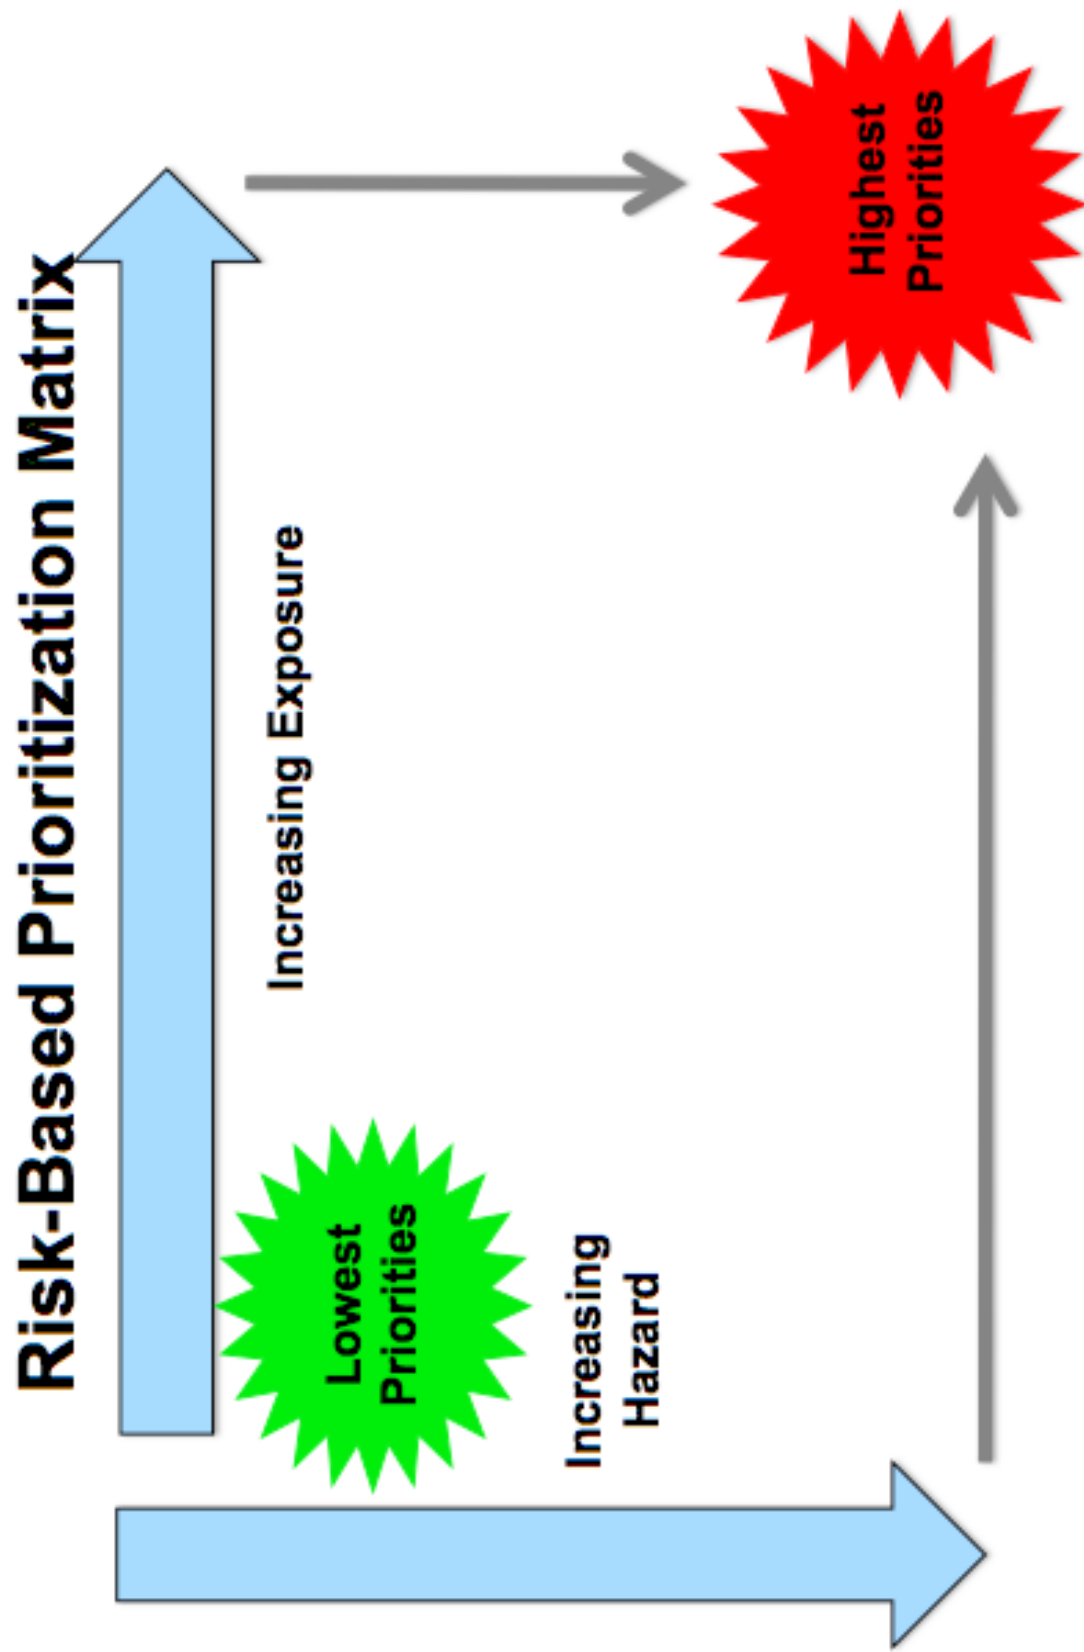 Risk-Based Prioritization Matrix
Increasing Exposure
Lowest
Priorities
Increasing
Hazard
Highest
Priorities